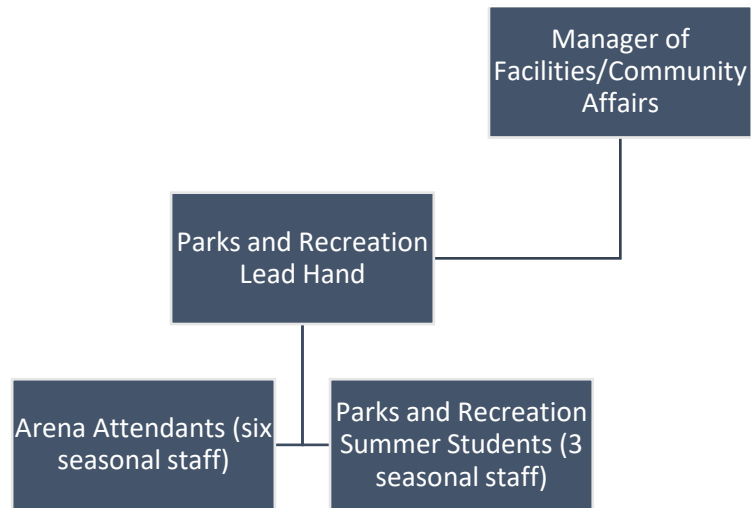 Manager of
Facilities/Community
Affairs
Parks and Recreation
Lead Hand
Arena Attendants (six
seasonal staff)
Parks and Recreation
Summer Students (3
seasonal staff)